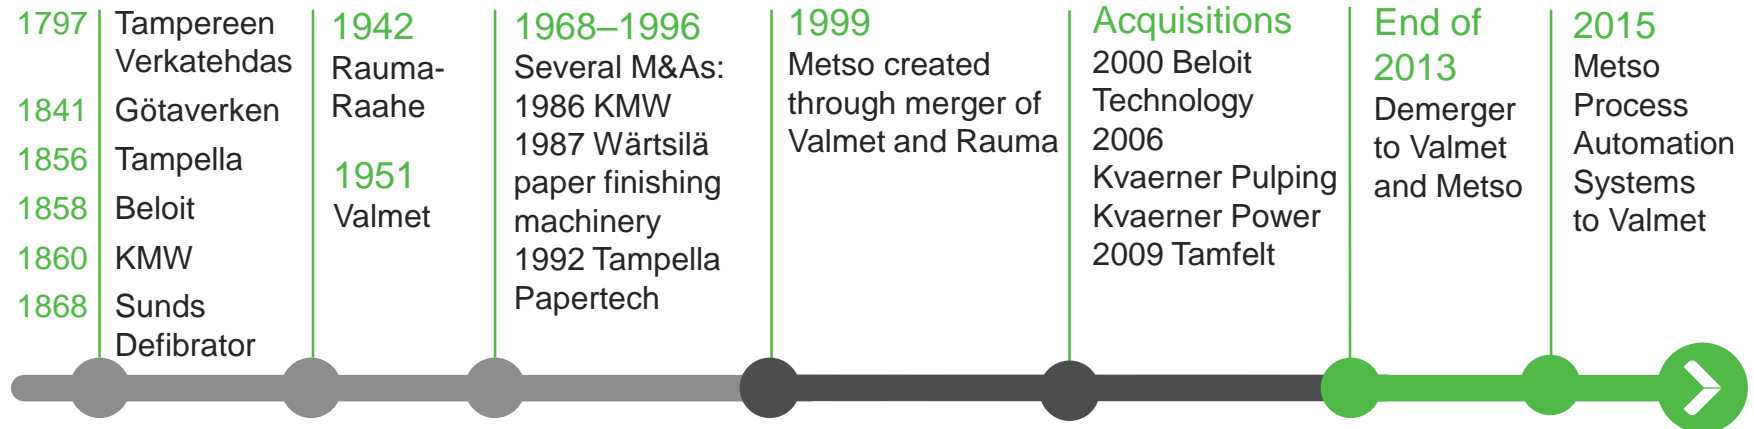 1797 Tampereen
Verkatehdas
1841 Götaverken
1856 Tampella
1858 Beloit
1860 KMW
1868 Sunds
Defibrator
1942
Rauma-
Raahe
1951
Valmet
1968–1996
Several M&As:
1986 KMW
1987 Wärtsilä
paper finishing
machinery
1992 Tampella
Papertech
1999
Metso created
through merger of
Valmet and Rauma
Acquisitions
2000 Beloit
Technology
2006
Kvaerner Pulping
Kvaerner Power
2009 Tamfelt
End of
2013
Demerger
to Valmet
and Metso
2015
Metso
Process
Automation
Systems
to Valmet